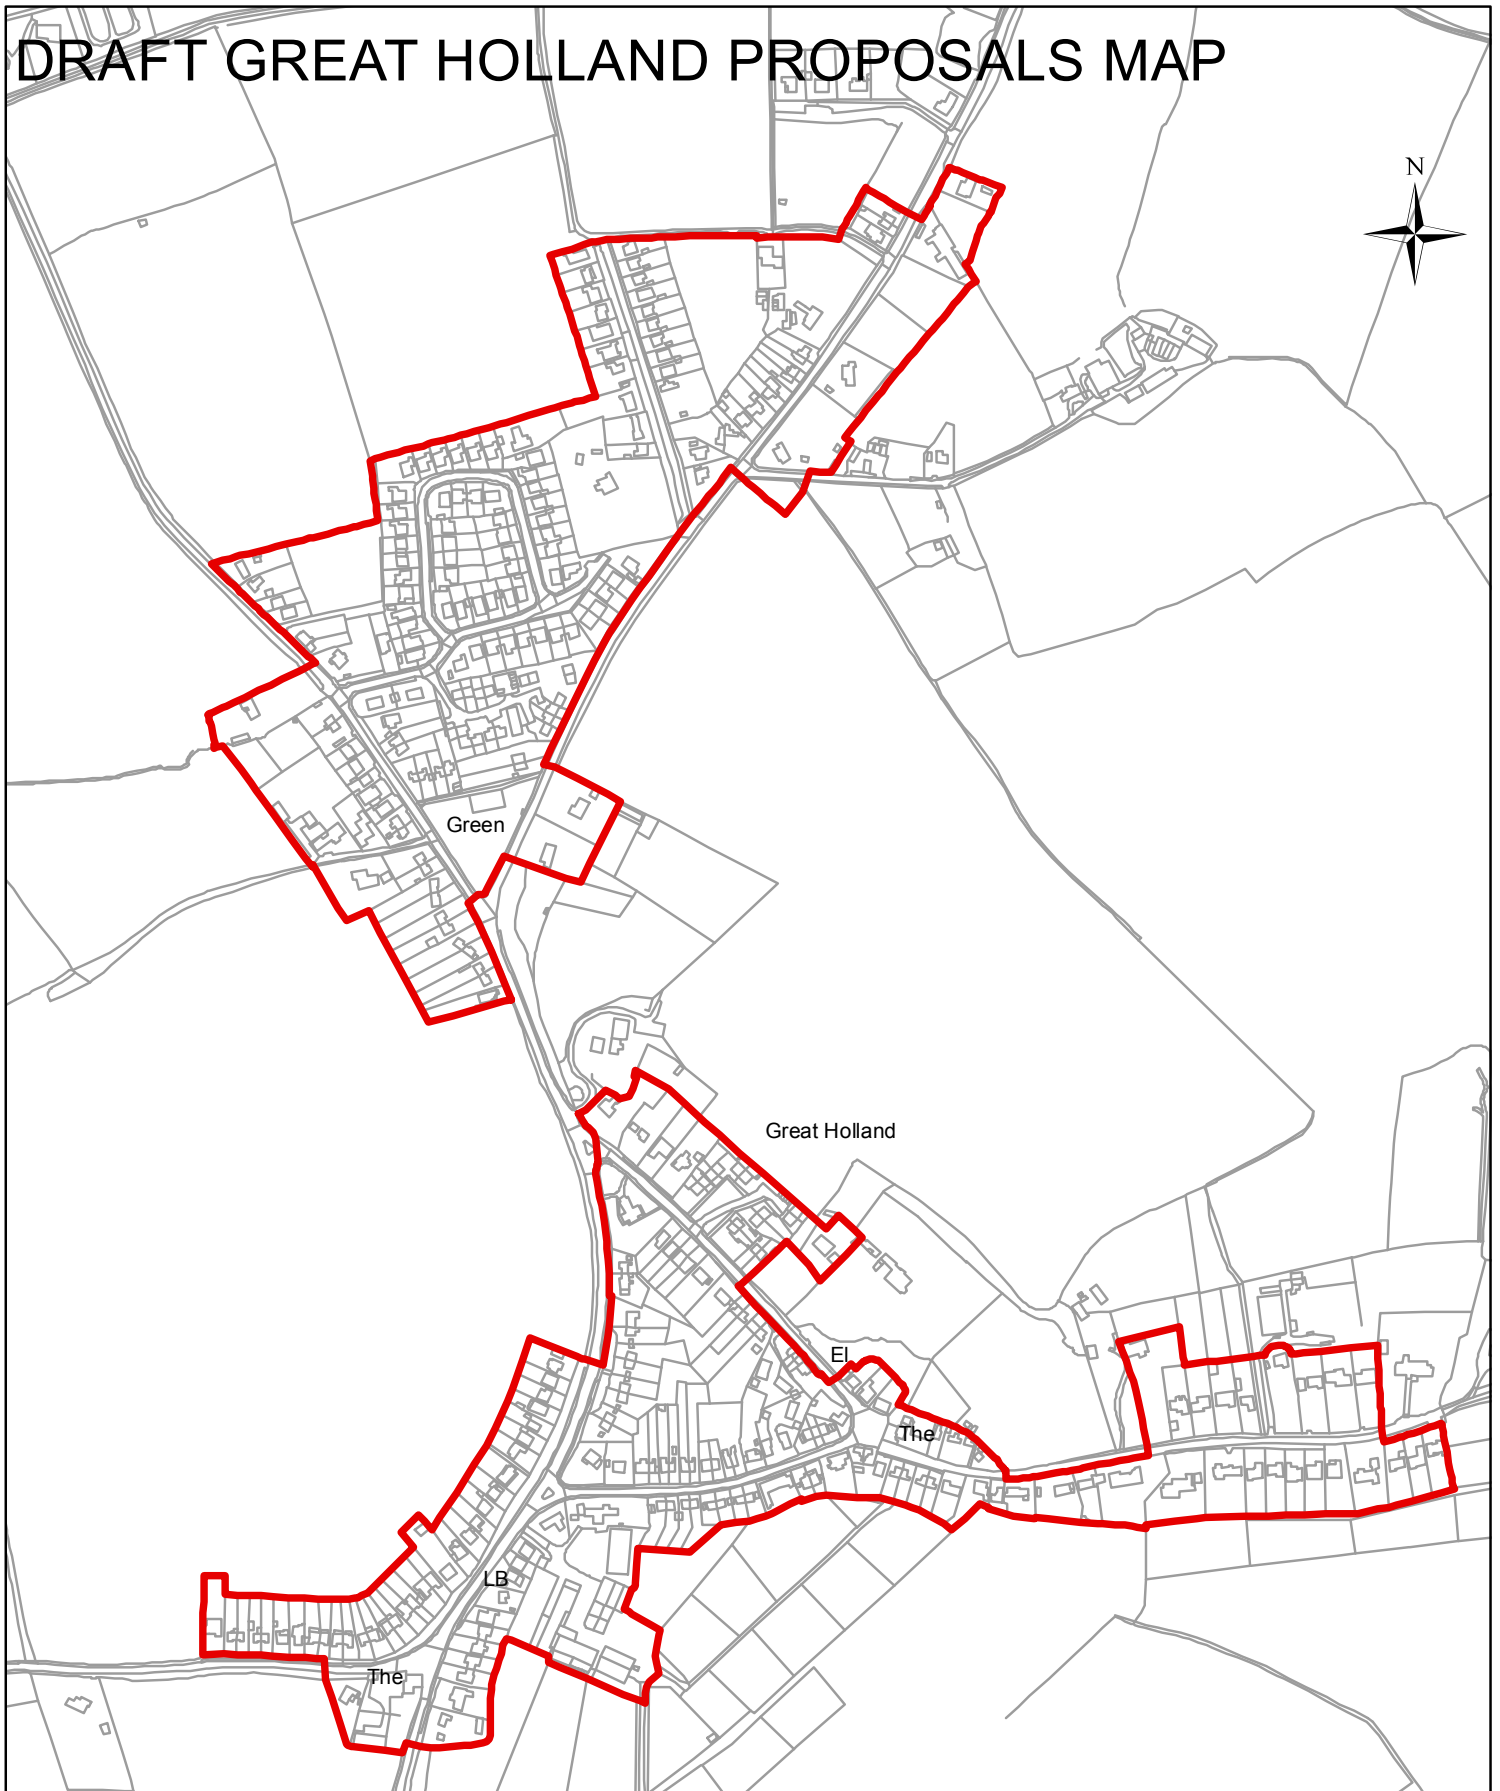 DRAFT GREAT HOLLAND PROPOSALS MAP
N
Green
Great Holland
El
The
LB
The